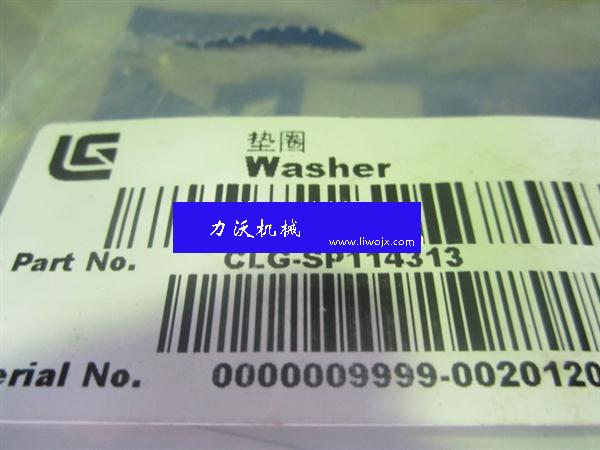 垫圈
Washer
力沃机械
www.liwojx.com
Part No. CLG-SP114313
erial No. 0000009999-0020120